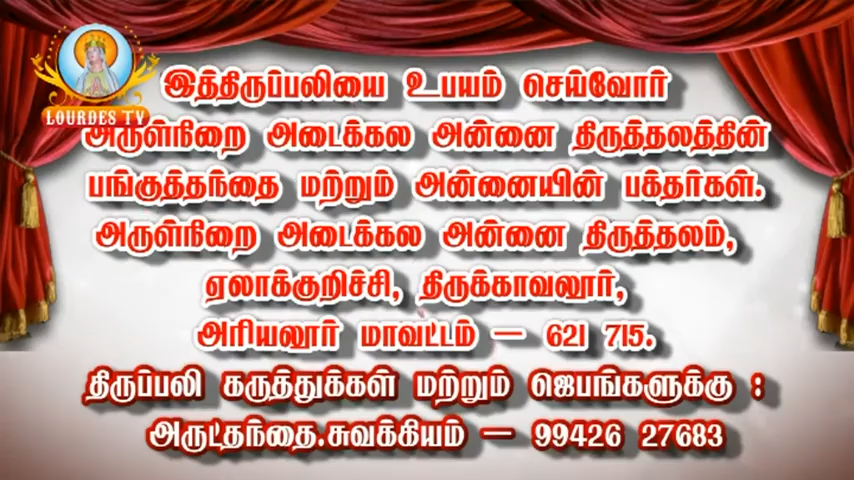 LOURDES TV
இத்திருப்பலியை உபயம் செய்வோர்
அருள்நிறை அடைக்கல அன்னை திருத்தலத்தின்
பங்குத்தந்தை மற்றும் அன்னையின் பக்தர்கள்.
அருள்நிறை அடைக்கல அன்னை திருத்தலம்,
ஏலாக்குறிச்சி, திருக்காவலூர்,
அரியலூர் மாவட்டம் – 621 715.
திருப்பலி கருத்துக்கள் மற்றும் ஜெபங்களுக்கு :
அருட்தந்தை.சுவக்கியம் – 99426 27683